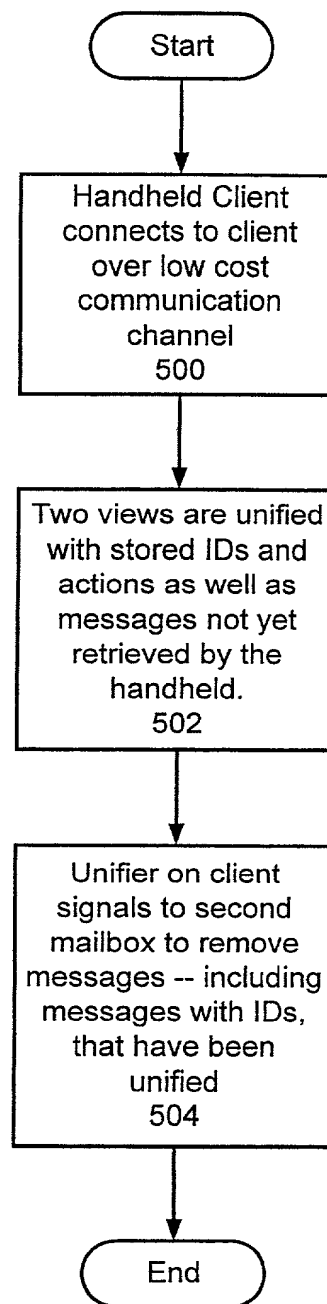 Start
Handheld Client
connects to client
over low cost
communication
channel
500
Two views are unified
with stored IDs and
actions as well as
messages not yet
retrieved by the
handheld.
502
Unifier on client
signals to second
mailbox to remove
messages -- including
messages with IDs,
that have been
unified
504
End